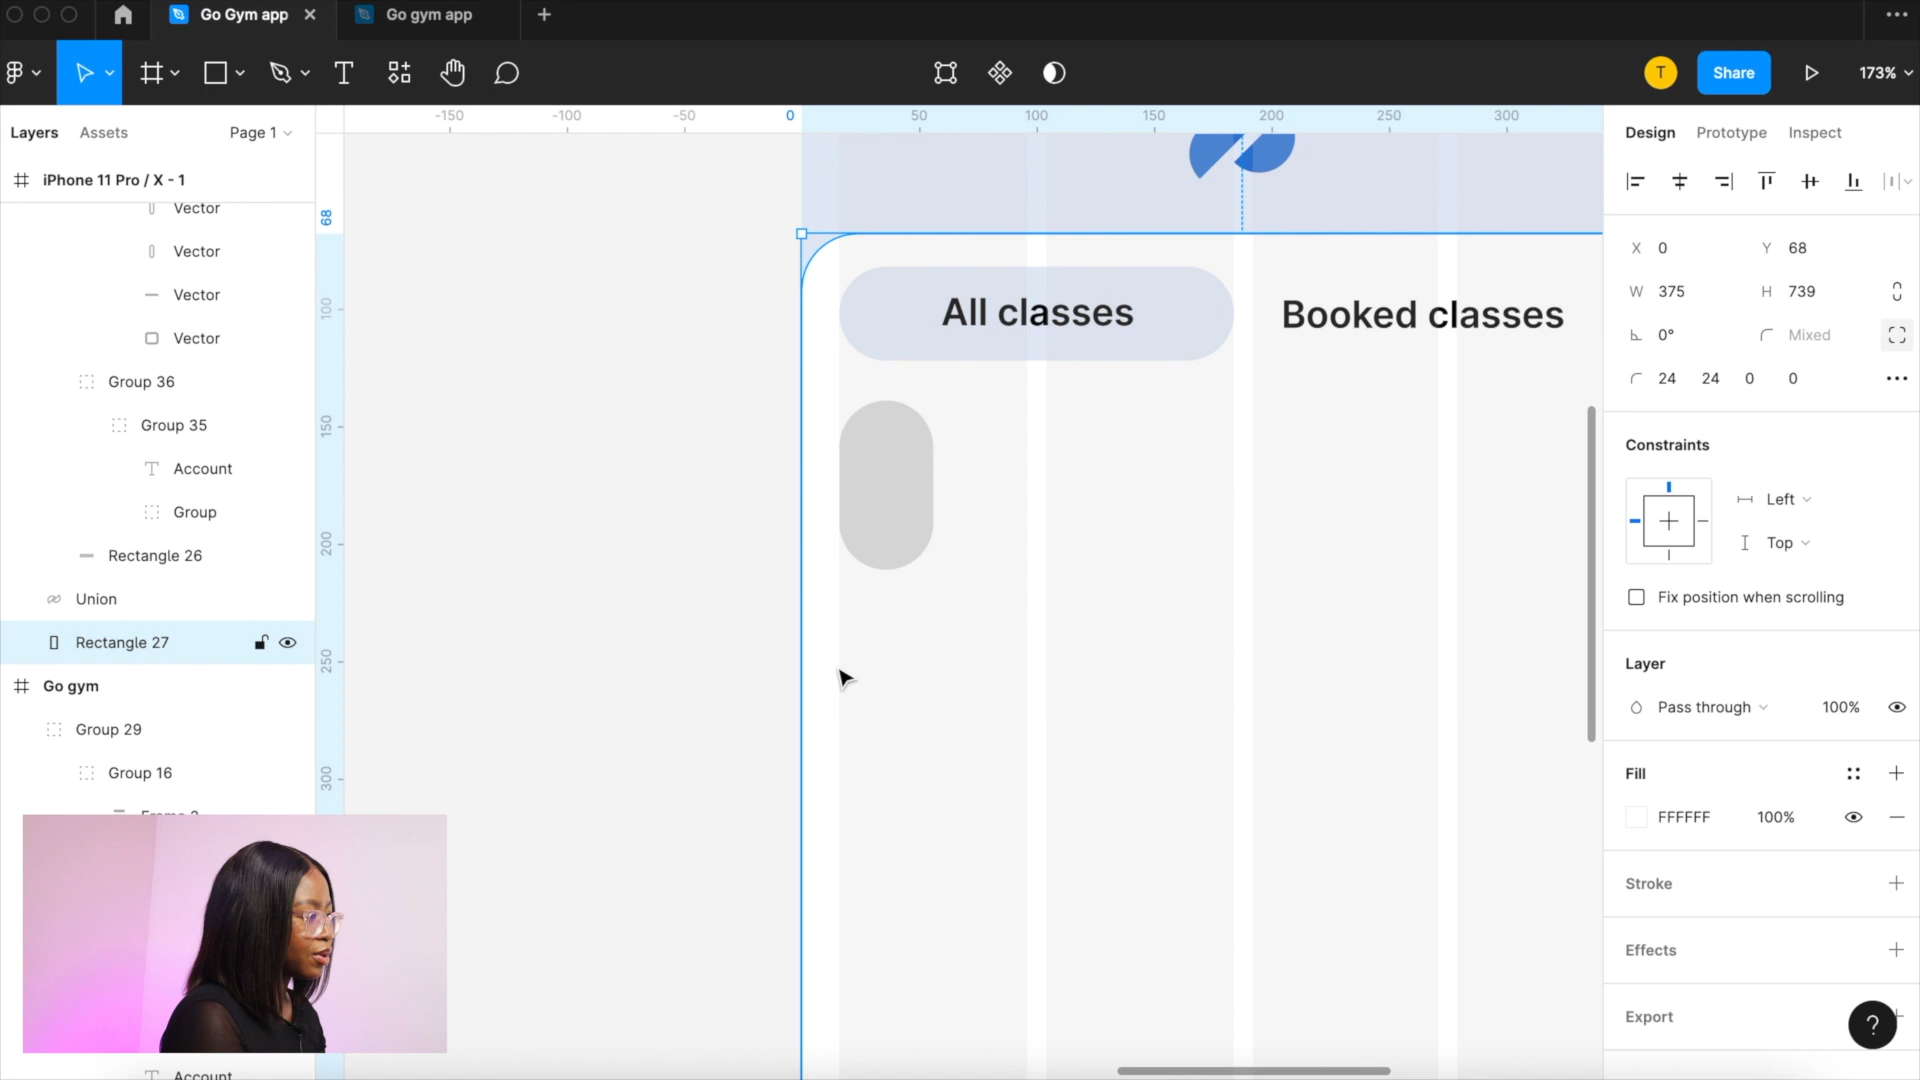 Go Gym app
Go gym app
T
Share
173%
Layers
Assets
Page 1
-150
-100
-50
0
50
100
150
200
250
300
Design
Prototype
Inspect
iPhone 11 Pro / X - 1
Vector
Vector
Vector
Vector
Group 36
Group 35
Account
Group
Rectangle 26
Union
Rectangle 27
Go gym
Group 29
Group 16
Account
68
100
150
200
250
300
All classes
Booked classes
X 0
Y 68
W 375
H 739
0°
Mixed
24 24 0 0
Constraints
Left
Top
Fix position when scrolling
Layer
Pass through
100%
Fill
FFFFFF
100%
Stroke
Effects
Export
?